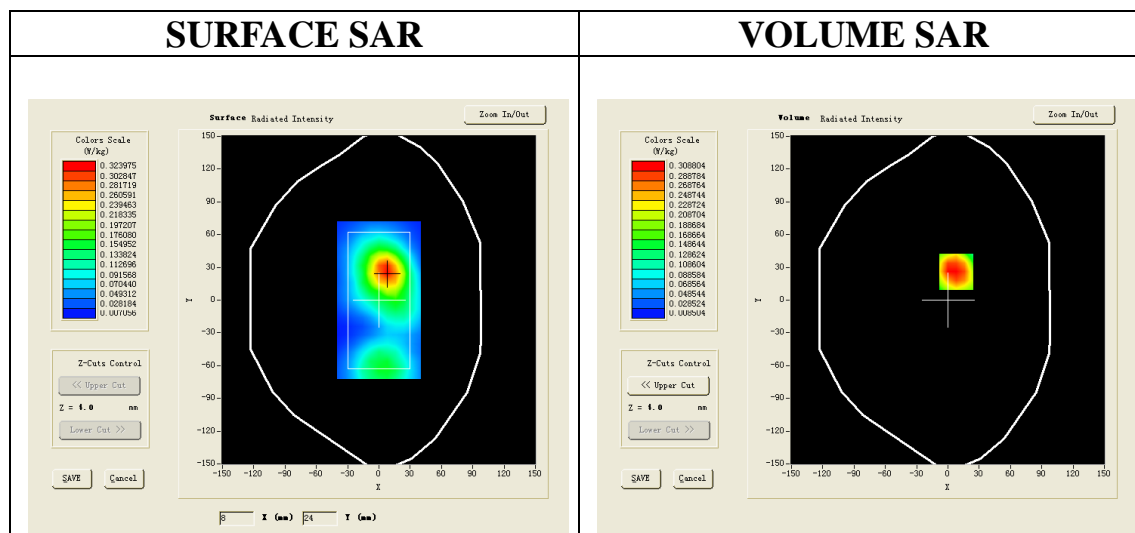 SURFACE SAR
VOLUME SAR
Surface Radiated Intensity
Zoom In/Out
Colors Scale
(W/kg)
0.323975
0.302847
0.281719
0.260591
0.239463
0.218335
0.197207
0.176080
0.154952
0.133824
0.112696
0.091568
0.070440
0.049312
0.028184
0.007056
150
120
90
60
30
0
-30
-60
-90
-120
-150
Y
-150 -120 -90 -60 -30 0 30 60 90 120 150
X
Z-Cuts Control
<< Upper Cut
Z = 4.0 mm
Lower Cut >>
SAVE Cancel
8 X (mm) 24 Y (mm)
Volume Radiated Intensity
Zoom In/Out
Colors Scale
(W/kg)
0.308804
0.288784
0.268764
0.248744
0.228724
0.208704
0.188684
0.168664
0.148644
0.128624
0.108604
0.088584
0.068564
0.048544
0.028524
0.008504
150
120
90
60
30
0
-30
-60
-90
-120
-150
Y
-150 -120 -90 -60 -30 0 30 60 90 120 150
X
Z-Cuts Control
<< Upper Cut
Z = 4.0 mm
Lower Cut >>
SAVE Cancel